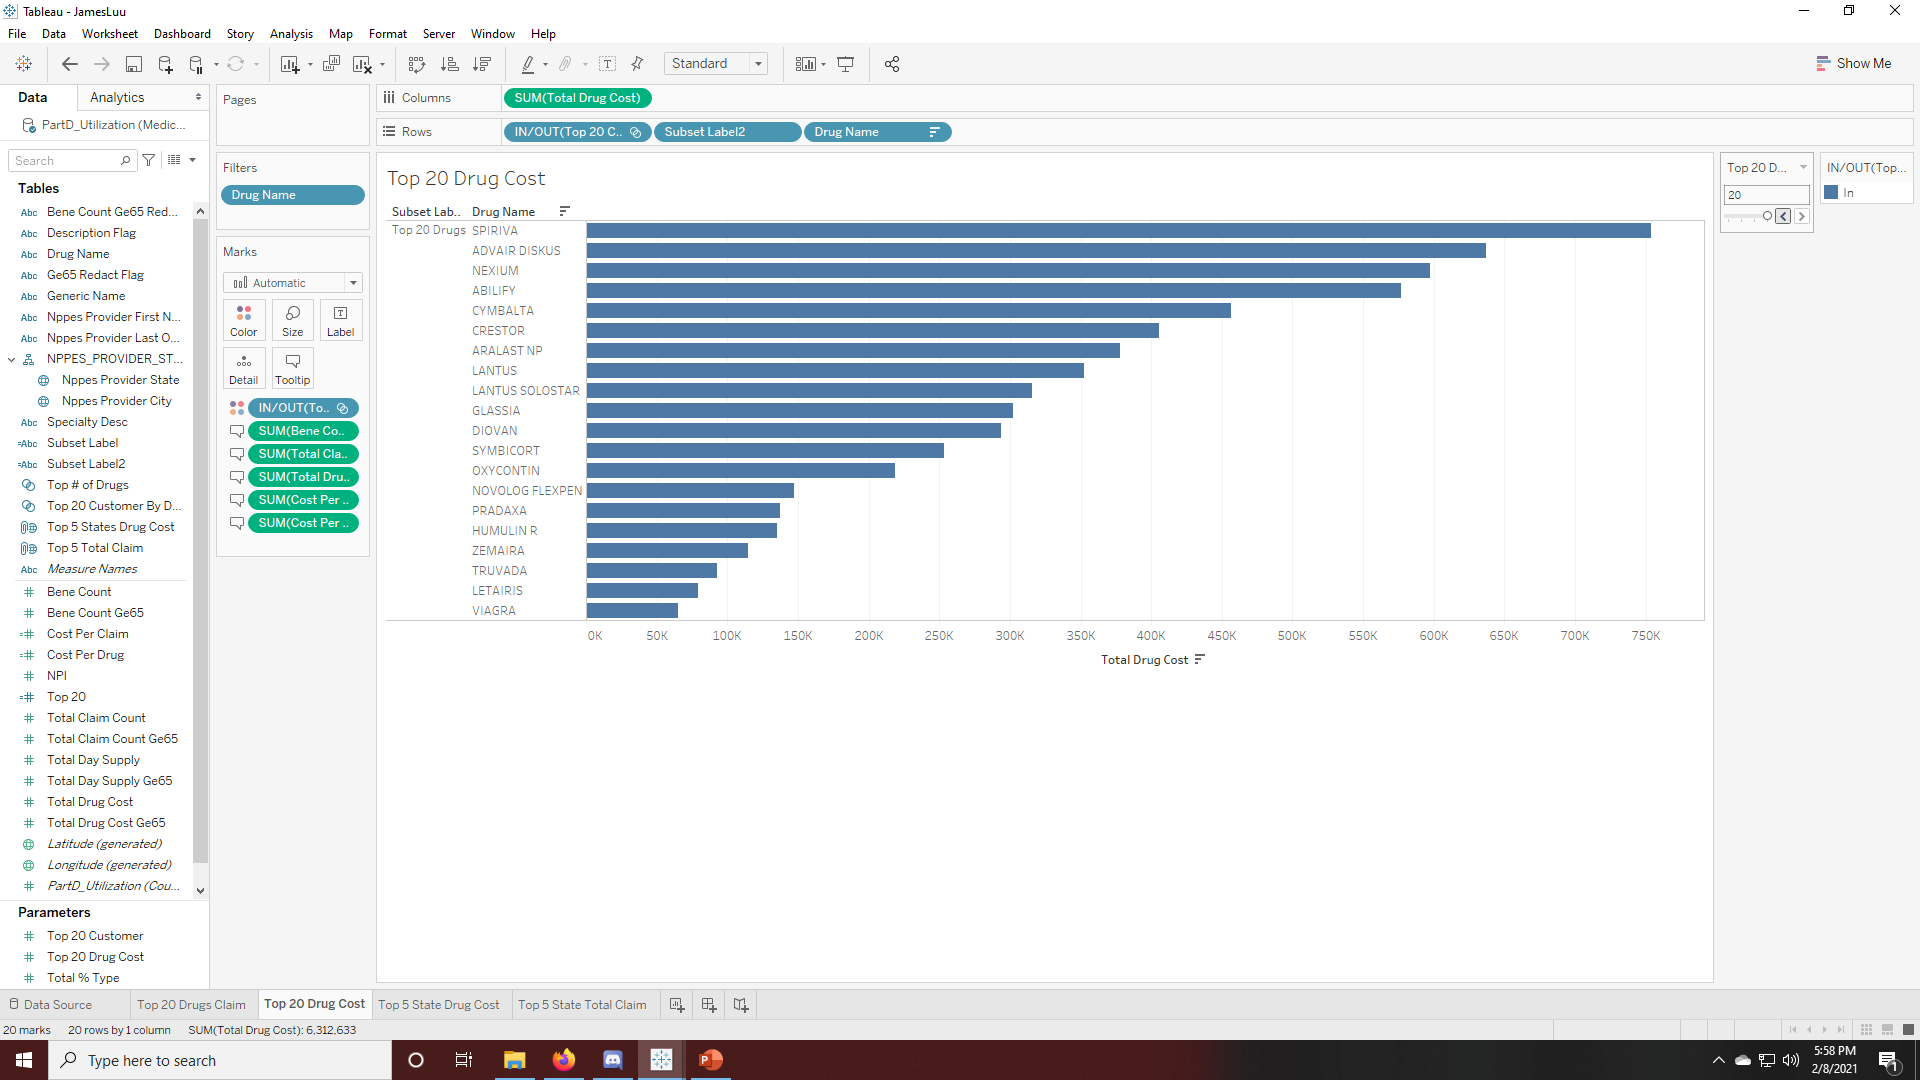 Tableau - JamesLuu
File Data Worksheet Dashboard Story Analysis Map Format Server Window Help
Standard
Show Me
Data Analytics
PartD_Utilization (Medic...
Search
Tables
Abc Bene Count Ge65 Red...
Abc Description Flag
Abc Drug Name
Abc Ge65 Redact Flag
Abc Generic Name
Abc Nppes Provider First N...
Abc Nppes Provider Last O...
NPPES_PROVIDER_ST...
Nppes Provider State
Nppes Provider City
Abc Specialty Desc
=Abc Subset Label
=Abc Subset Label2
Top # of Drugs
Top 20 Customer By D...
Top 5 States Drug Cost
Top 5 Total Claim
Abc Measure Names
# Bene Count
# Bene Count Ge65
=# Cost Per Claim
=# Cost Per Drug
# NPI
=# Top 20
# Total Claim Count
# Total Claim Count Ge65
# Total Day Supply
# Total Day Supply Ge65
# Total Drug Cost
# Total Drug Cost Ge65
Latitude (generated)
Longitude (generated)
# PartD_Utilization (Cou...
Parameters
# Top 20 Customer
# Top 20 Drug Cost
# Total % Type
Pages
Filters
Drug Name
Marks
Automatic
Color Size Label
Detail Tooltip
IN/OUT(To..
SUM(Bene Co..
SUM(Total Cla..
SUM(Total Dru..
SUM(Cost Per ..
SUM(Cost Per ..
Columns SUM(Total Drug Cost)
Rows IN/OUT(Top 20 C.. Subset Label2 Drug Name
Top 20 Drug Cost
Subset Lab.. Drug Name
Top 20 Drugs SPIRIVA
ADVAIR DISKUS
NEXIUM
ABILIFY
CYMBALTA
CRESTOR
ARALAST NP
LANTUS
LANTUS SOLOSTAR
GLASSIA
DIOVAN
SYMBICORT
OXYCONTIN
NOVOLOG FLEXPEN
PRADAXA
HUMULIN R
ZEMAIRA
TRUVADA
LETAIRIS
VIAGRA
0K 50K 100K 150K 200K 250K 300K 350K 400K 450K 500K 550K 600K 650K 700K 750K
Total Drug Cost
Top 20 D...
20
IN/OUT(Top...
In
Data Source Top 20 Drugs Claim Top 20 Drug Cost Top 5 State Drug Cost Top 5 State Total Claim
20 marks 20 rows by 1 column SUM(Total Drug Cost): 6,312,633
Type here to search
5:58 PM
2/8/2021
1